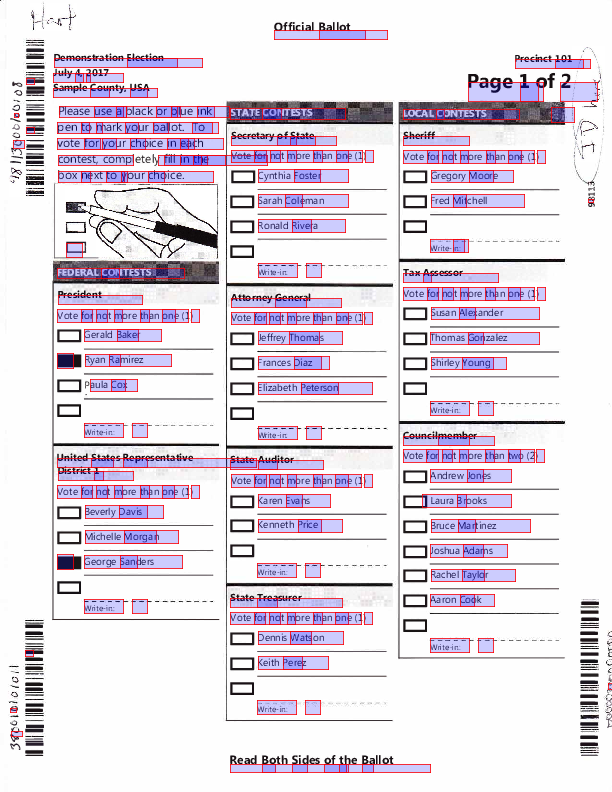 Hart
Official Ballot
Demonstration Election
July 4, 2017
Sample County, USA
Precinct 101
Page 1 of 2
Please use a black or blue ink
pen to mark your ballot. To
vote for your choice in each
contest, completely fill in the
box next to your choice.
FEDERAL CONTESTS
President
Vote for not more than one (1)
Gerald Baker
Ryan Ramirez
Paula Cox
Write-in:
United States Representative
District 1
Vote for not more than one (1)
Beverly Davis
Michelle Morgan
George Sanders
Write-in:
STATE CONTESTS
Secretary of State
Vote for not more than one (1)
Cynthia Foster
Sarah Coleman
Ronald Rivera
Write-in:
Attorney General
Vote for not more than one (1)
Jeffrey Thomas
Frances Diaz
Elizabeth Peterson
Write-in:
State Auditor
Vote for not more than one (1)
Karen Evans
Kenneth Price
Write-in:
State Treasurer
Vote for not more than one (1)
Dennis Watson
Keith Perez
Write-in:
LOCAL CONTESTS
Sheriff
Vote for not more than one (1)
Gregory Moore
Fred Mitchell
Write-in:
Tax Assessor
Vote for not more than one (1)
Susan Alexander
Thomas Gonzalez
Shirley Young
Write-in:
Councilmember
Vote for not more than two (2)
Andrew Jones
Laura Brooks
Bruce Martinez
Joshua Adams
Rachel Taylor
Aaron Cook
Write-in:
Read Both Sides of the Ballot